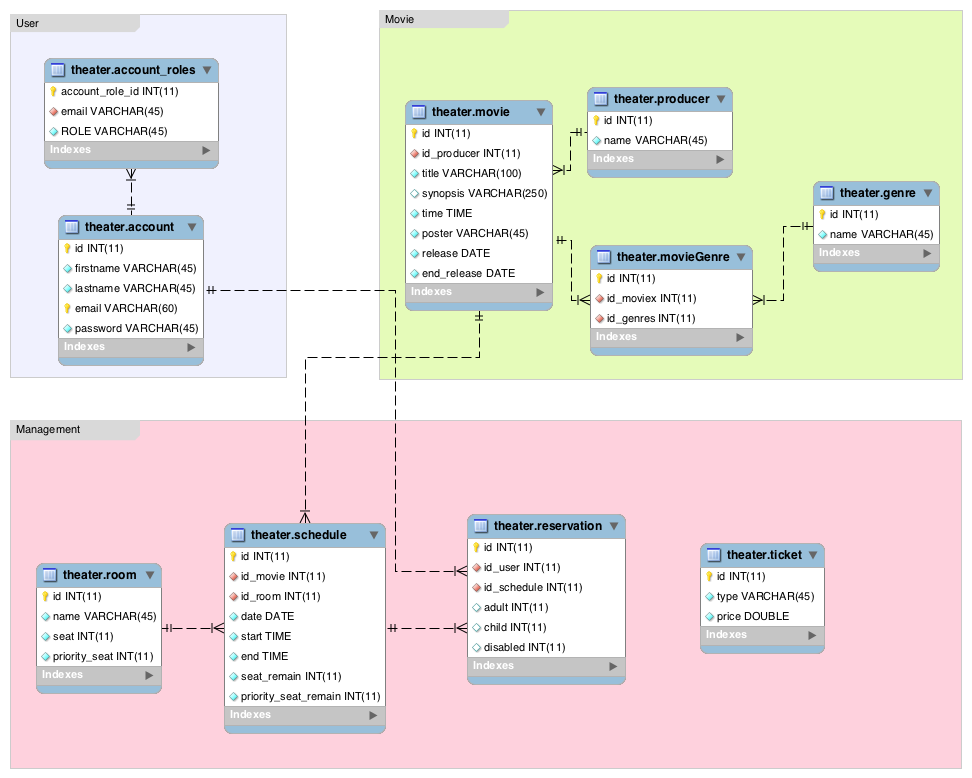 User
theater.account_roles
account_role_id INT(11)
email VARCHAR(45)
ROLE VARCHAR(45)
Indexes
theater.account
id INT(11)
firstname VARCHAR(45)
lastname VARCHAR(45)
email VARCHAR(60)
password VARCHAR(45)
Indexes
Movie
theater.movie
id INT(11)
id_producer INT(11)
title VARCHAR(100)
synopsis VARCHAR(250)
time TIME
poster VARCHAR(45)
release DATE
end_release DATE
Indexes
theater.producer
id INT(11)
name VARCHAR(45)
Indexes
theater.movieGenre
id INT(11)
id_moviex INT(11)
id_genres INT(11)
Indexes
theater.genre
id INT(11)
name VARCHAR(45)
Indexes
Management
theater.room
id INT(11)
name VARCHAR(45)
seat INT(11)
priority_seat INT(11)
Indexes
theater.schedule
id INT(11)
id_movie INT(11)
id_room INT(11)
date DATE
start TIME
end TIME
seat_remain INT(11)
priority_seat_remain INT(11)
Indexes
theater.reservation
id INT(11)
id_user INT(11)
id_schedule INT(11)
adult INT(11)
child INT(11)
disabled INT(11)
Indexes
theater.ticket
id INT(11)
type VARCHAR(45)
price DOUBLE
Indexes